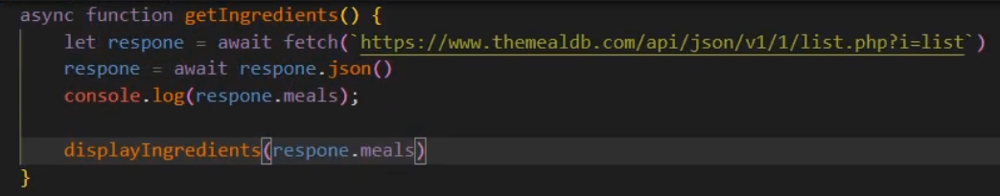 async function getIngredients() {
let respone = await fetch(`https://www.themealdb.com/api/json/v1/1/list.php?i=list`)
respone = await respone.json()
console.log(respone.meals);
displayIngredients(respone.meals)
}